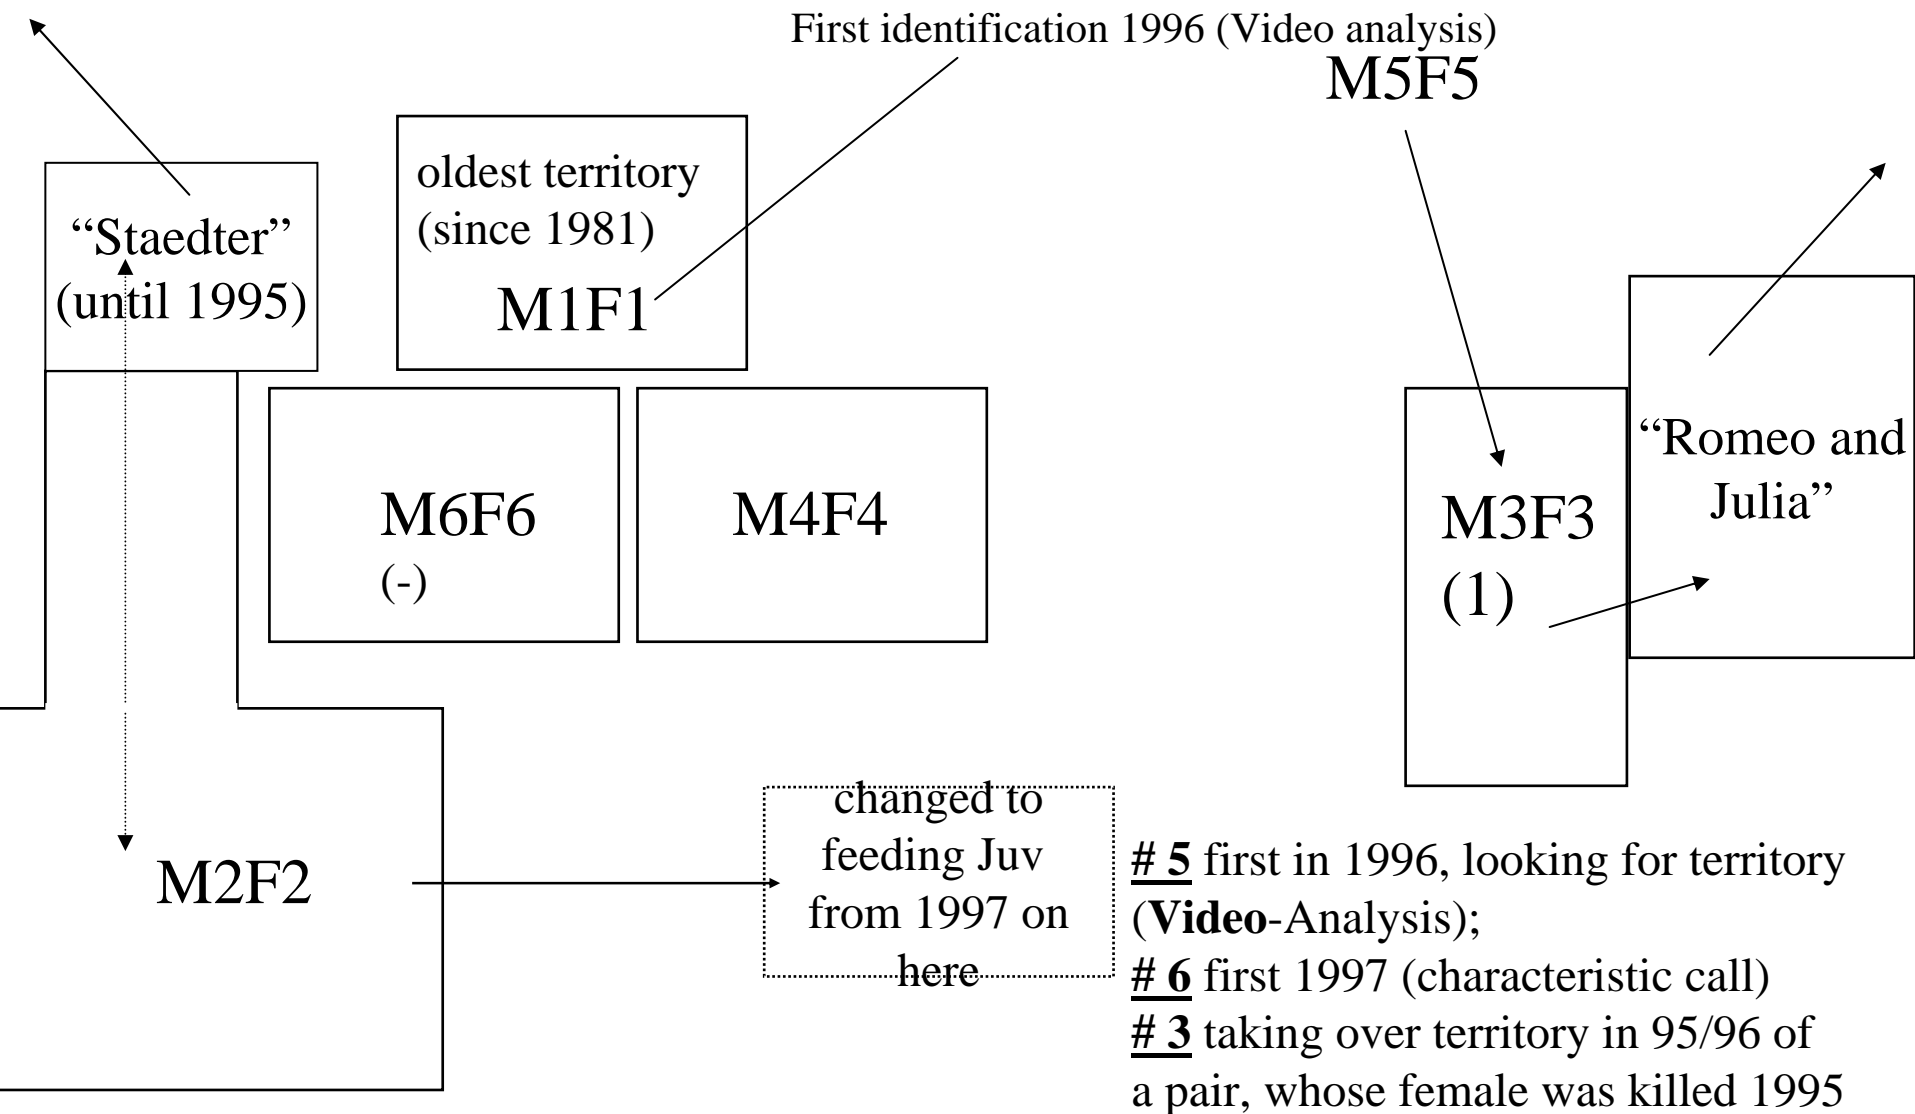 First identification 1996 (Video analysis)
M5F5
oldest territory
(since 1981)
M1F1
“Staedter”
(until 1995)
M6F6
(-)
M4F4
M3F3
(1)
“Romeo and
Julia”
M2F2
changed to
feeding Juv
from 1997 on
here
# 5 first in 1996, looking for territory
(Video-Analysis);
# 6 first 1997 (characteristic call)
# 3 taking over territory in 95/96 of
a pair, whose female was killed 1995